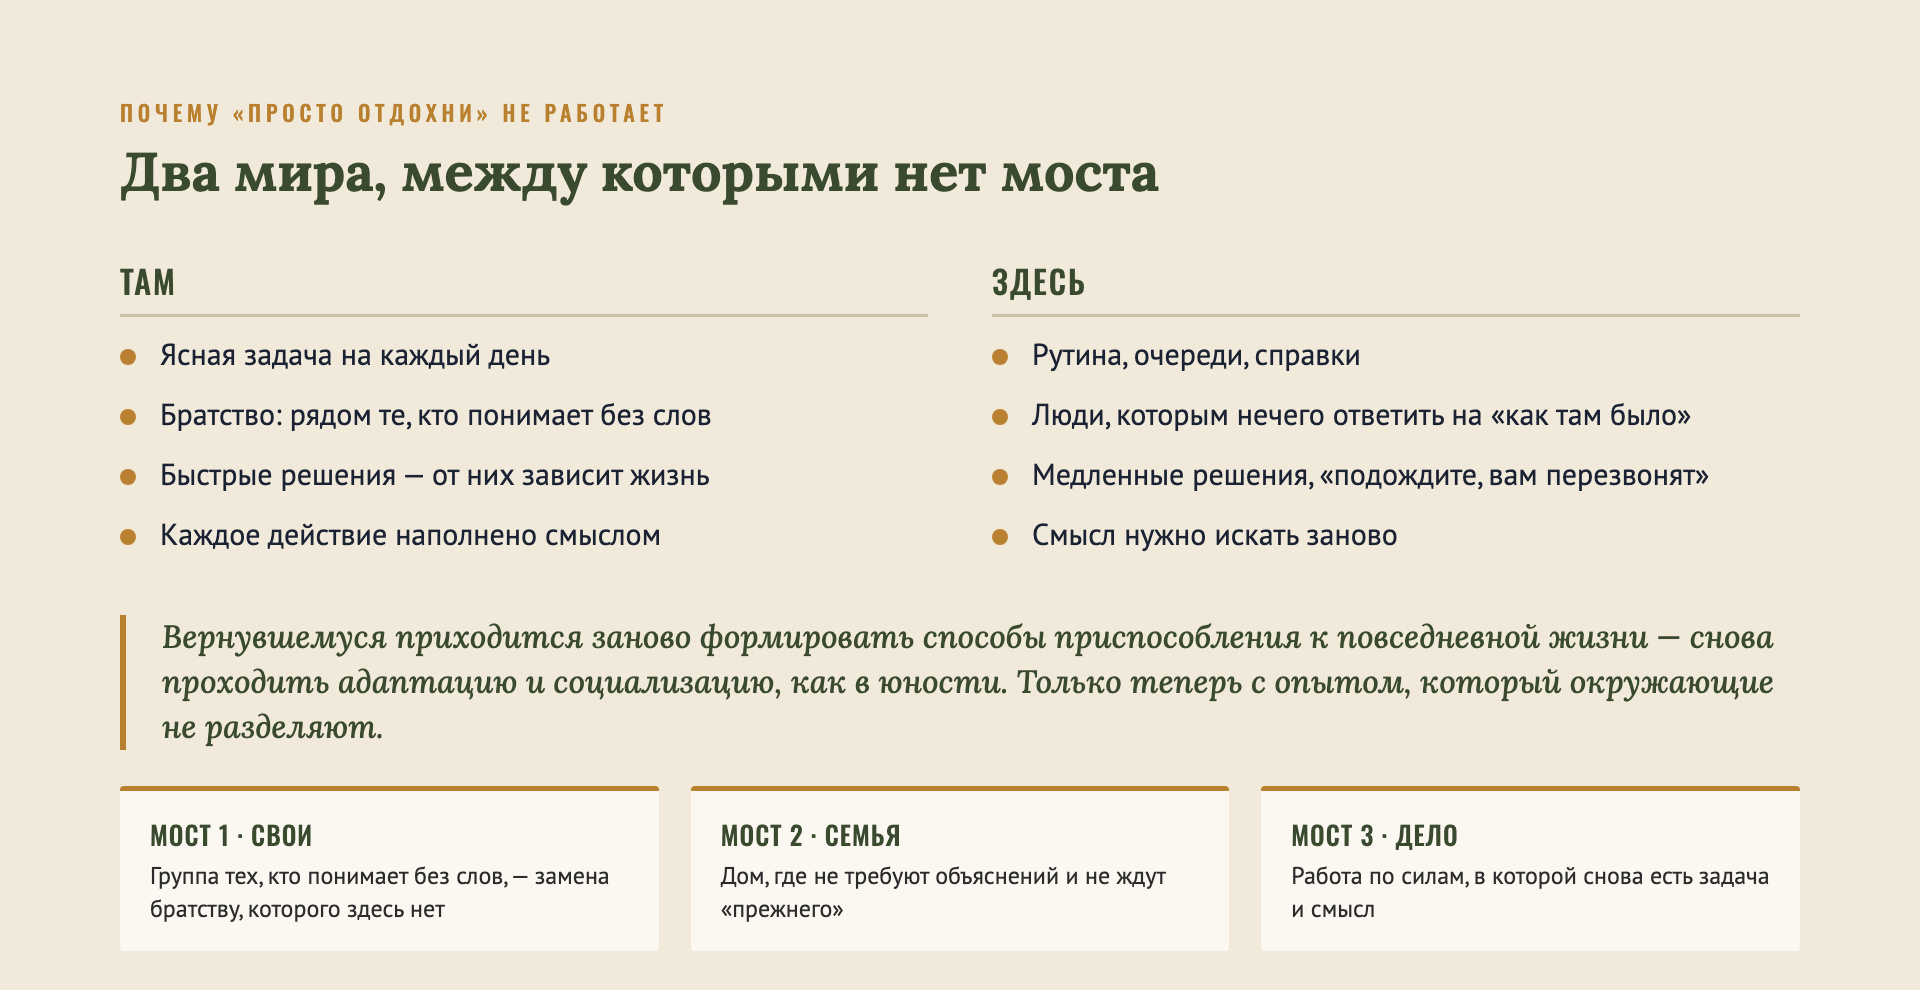 ПОЧЕМУ «ПРОСТО ОТДОХНИ» НЕ РАБОТАЕТ
Два мира, между которыми нет моста
ТАМ
Ясная задача на каждый день
Братство: рядом те, кто понимает без слов
Быстрые решения — от них зависит жизнь
Каждое действие наполнено смыслом
ЗДЕСЬ
Рутина, очереди, справки
Люди, которым нечего ответить на «как там было»
Медленные решения, «подождите, вам перезвонят»
Смысл нужно искать заново
Вернувшемуся приходится заново формировать способы приспособления к повседневной жизни — снова
проходить адаптацию и социализацию, как в юности. Только теперь с опытом, который окружающие
не разделяют.
МОСТ 1 · СВОИ
Группа тех, кто понимает без слов, — замена
братству, которого здесь нет
МОСТ 2 · СЕМЬЯ
Дом, где не требуют объяснений и не ждут
«прежнего»
МОСТ 3 · ДЕЛО
Работа по силам, в которой снова есть задача
и смысл